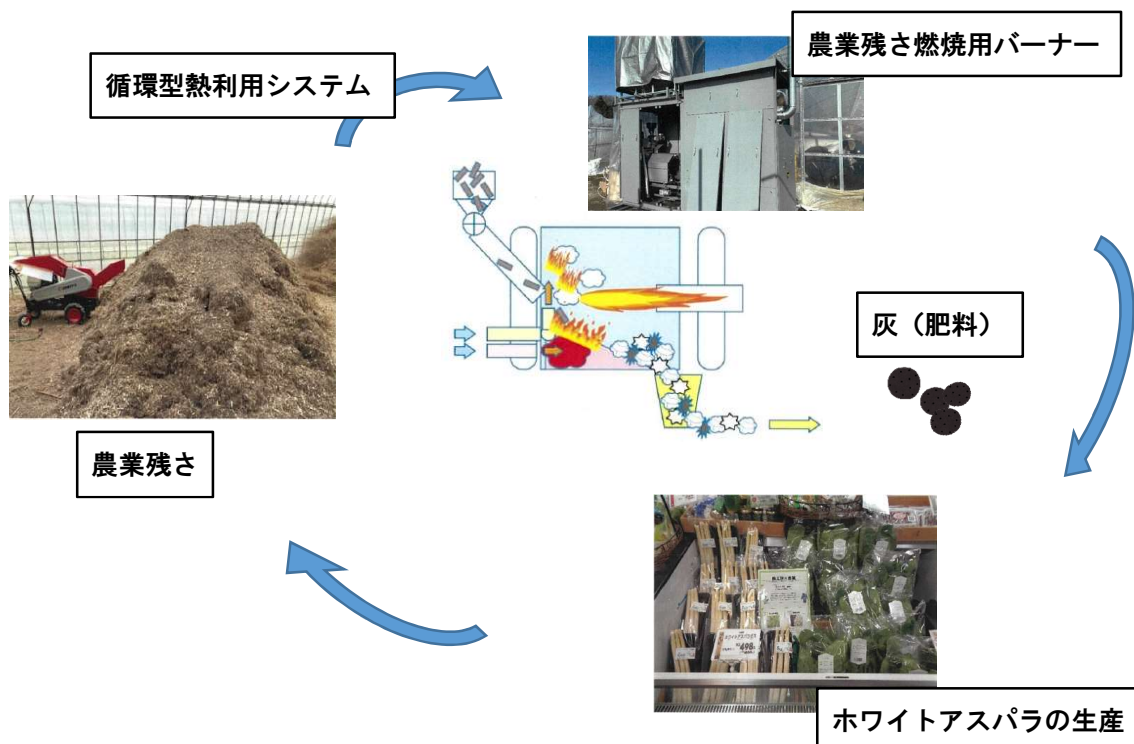 農業残さ燃焼用バーナー
循環型熱利用システム
灰（肥料）
農業残さ
498
ホワイトアスパラの生産